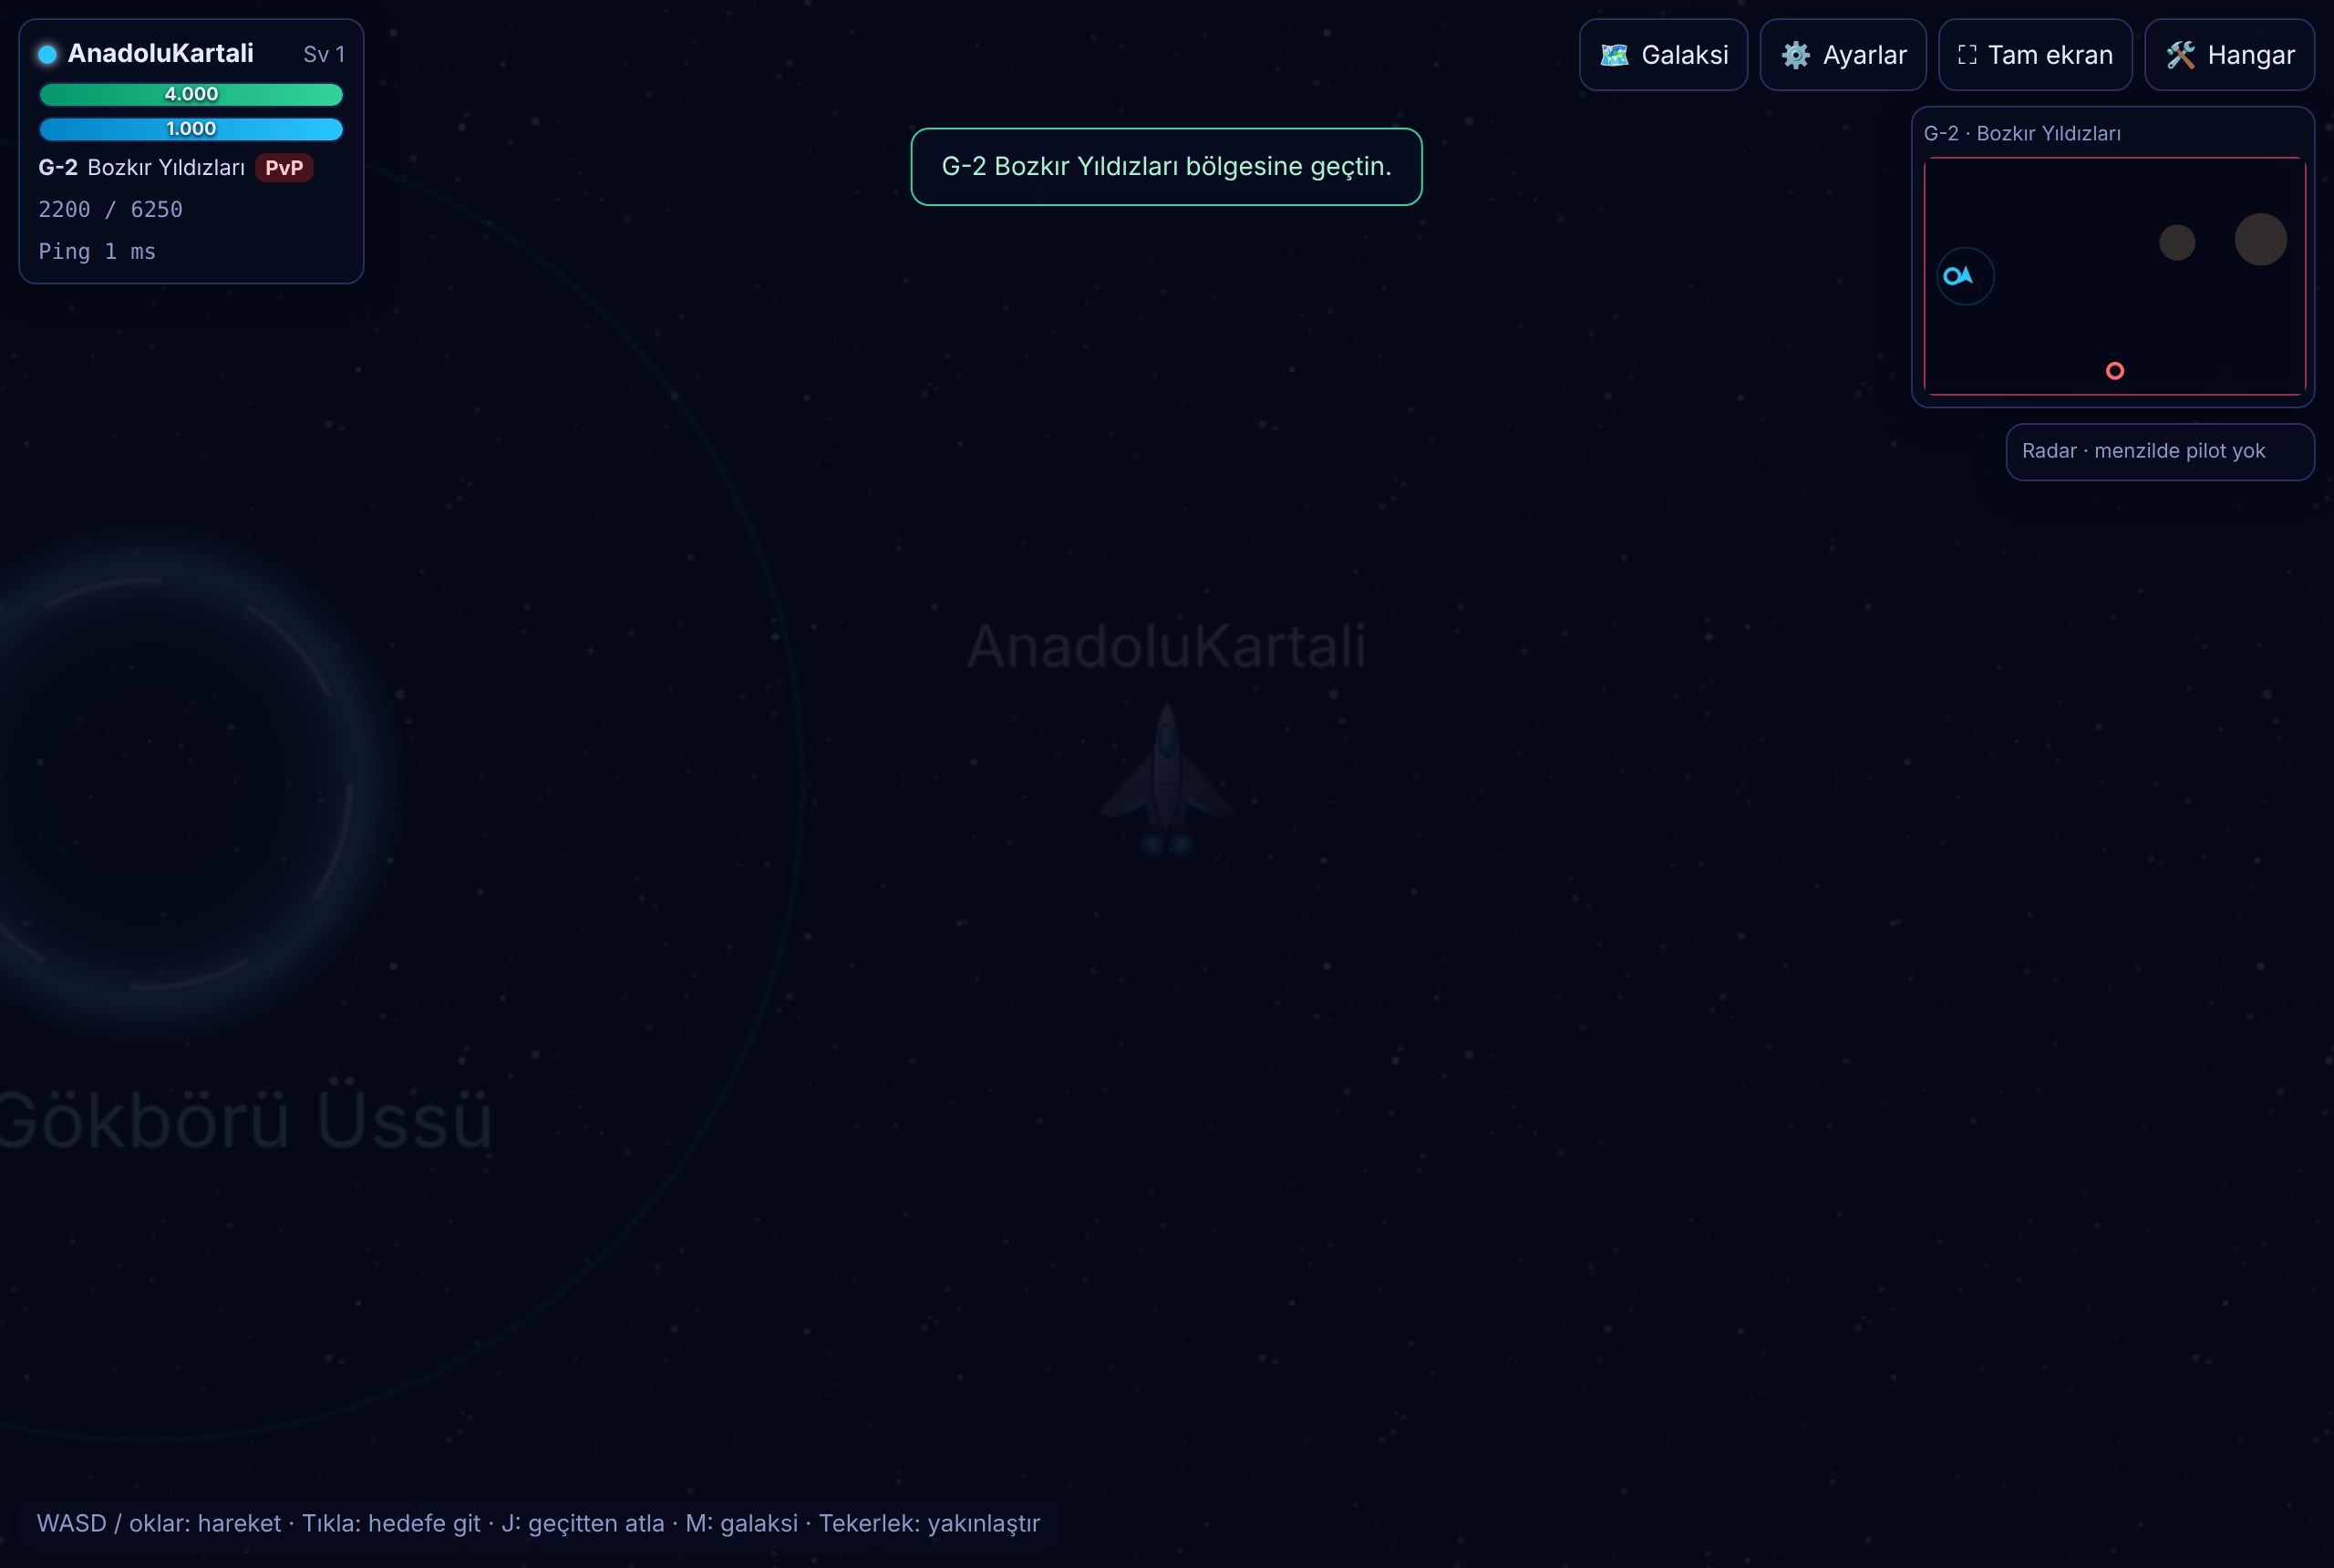 AnadoluKartali Sv 1
4.000
1.000
G-2 Bozkır Yıldızları PvP
2200 / 6250
Ping 1 ms
Galaksi
Ayarlar
Tam ekran
Hangar
G-2 Bozkır Yıldızları bölgesine geçtin.
G-2 · Bozkır Yıldızları
Radar · menzilde pilot yok
AnadoluKartali
Gökbörü Üssü
WASD / oklar: hareket · Tıkla: hedefe git · J: geçitten atla · M: galaksi · Tekerlek: yakınlaştır